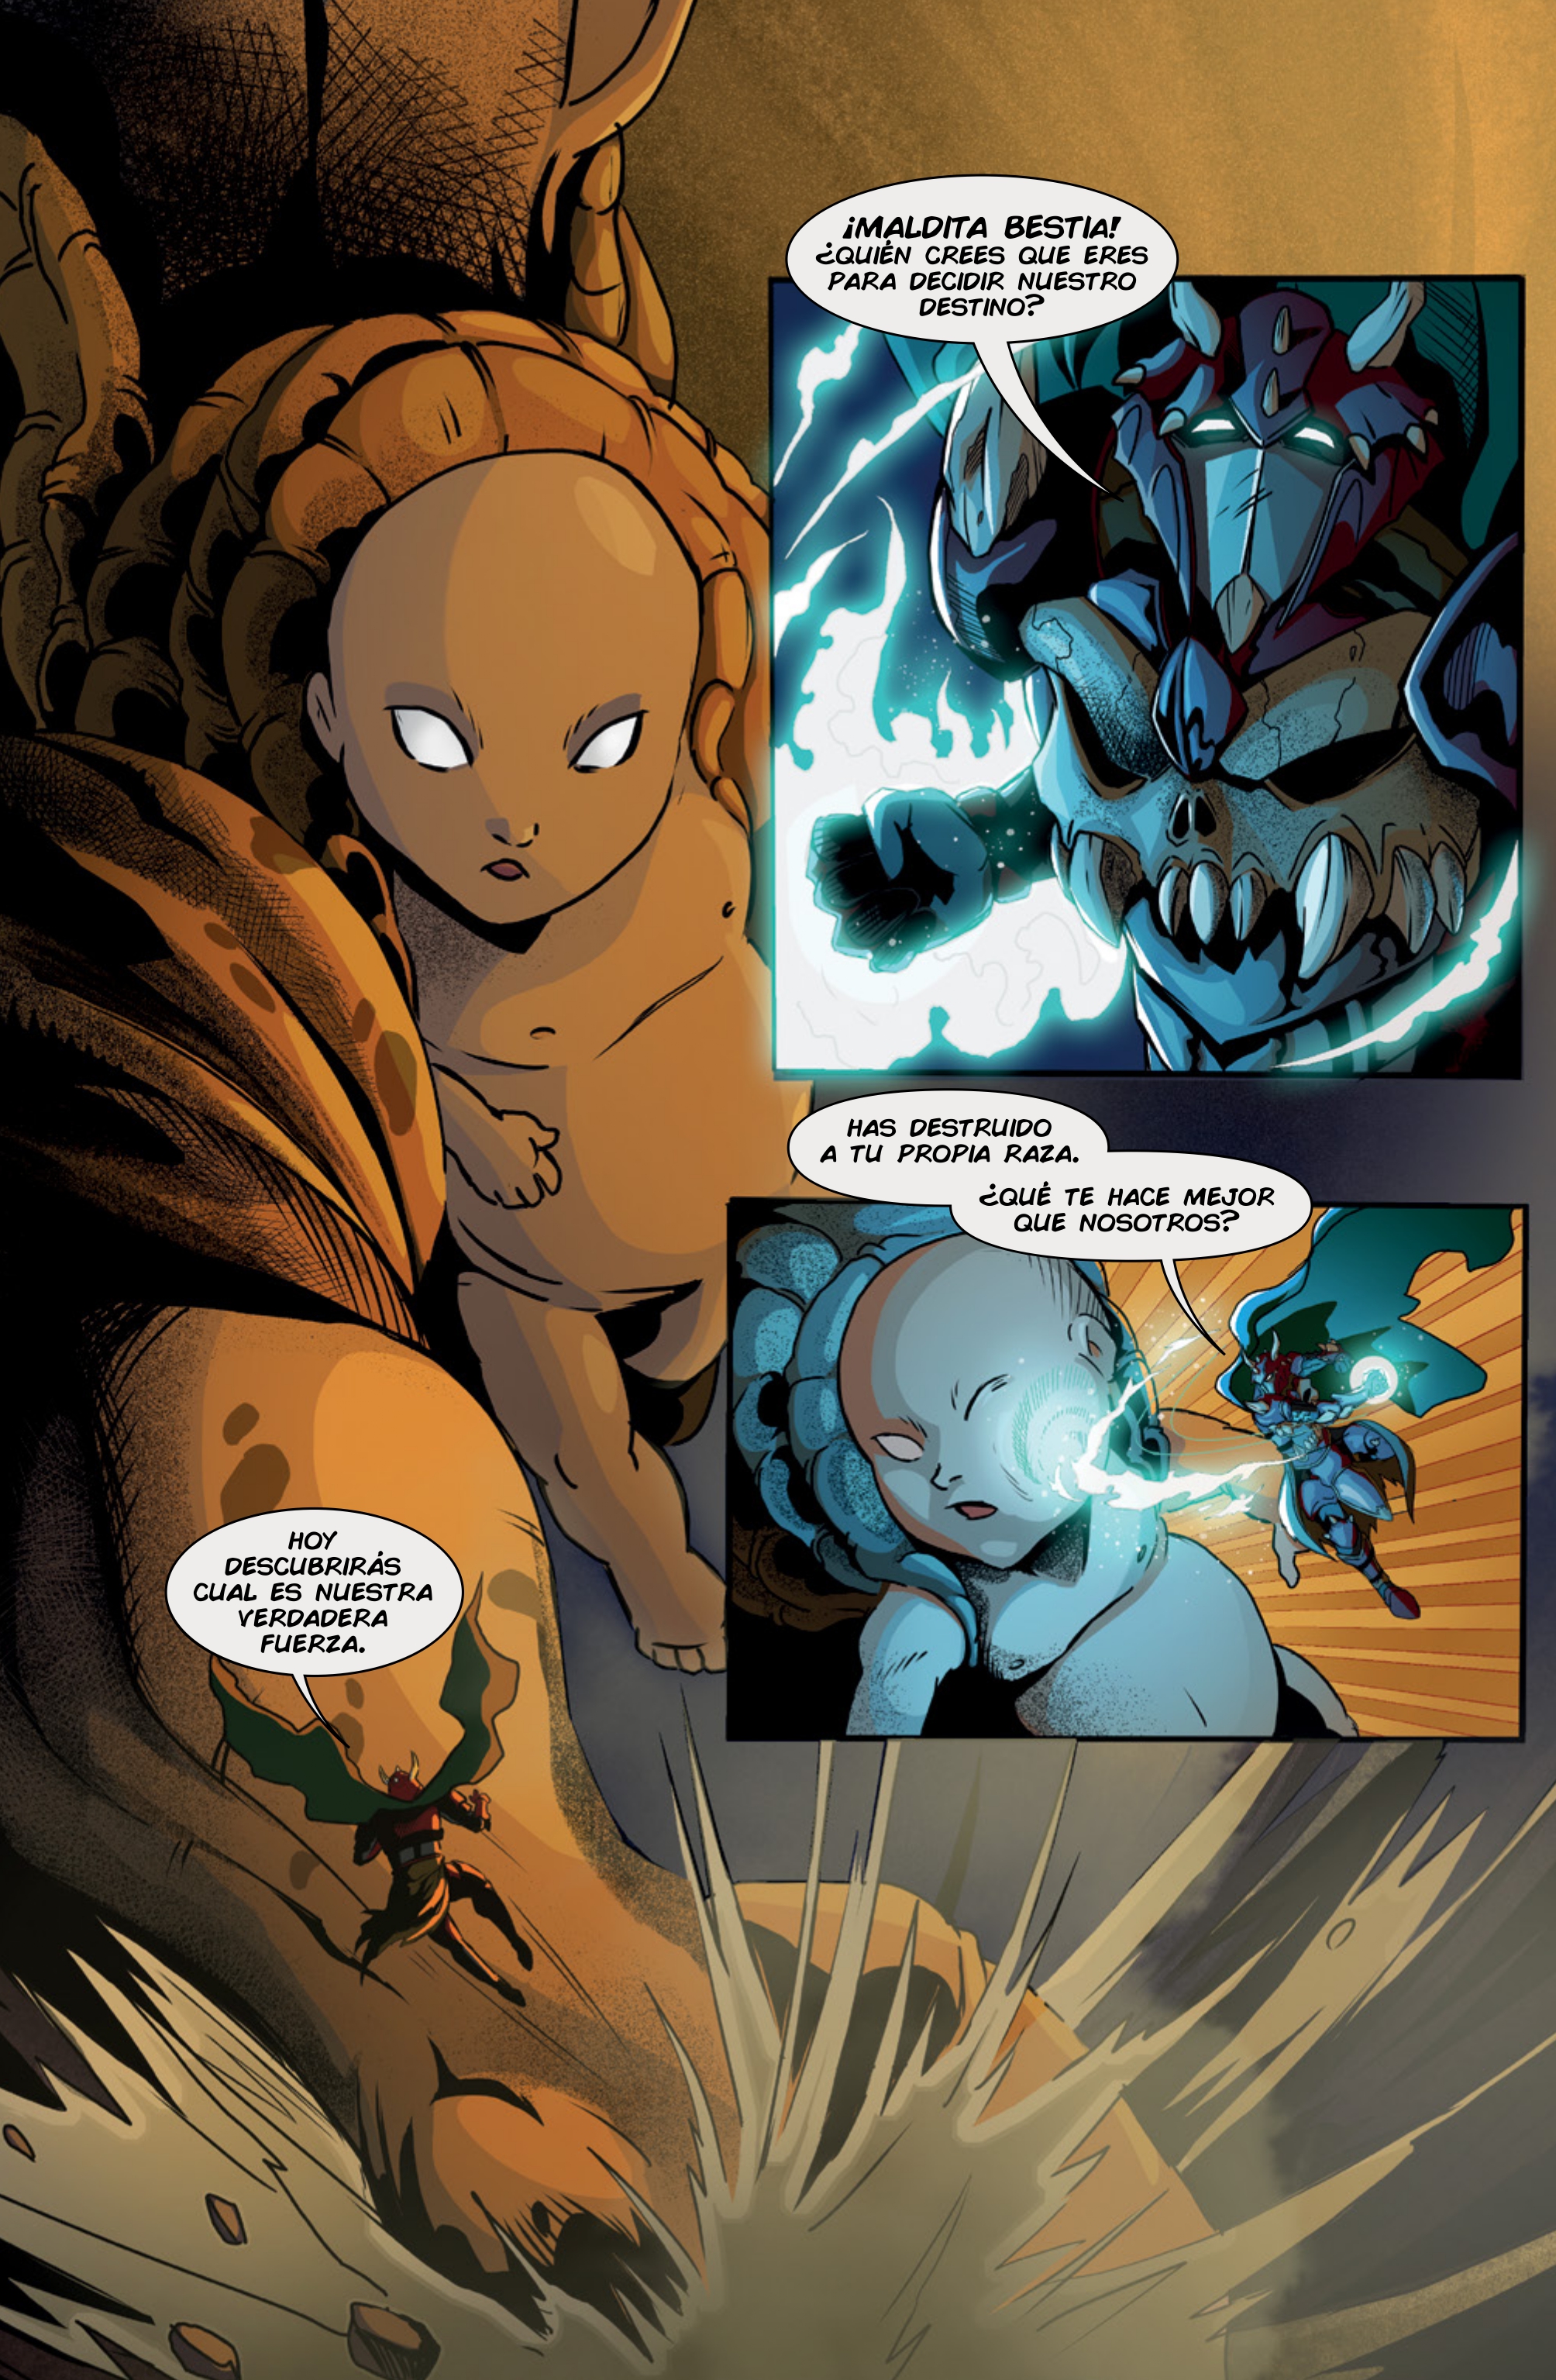 ¡MALDITA BESTIA!
¿QUIÉN CREES QUE ERES
PARA DECIDIR NUESTRO
DESTINO?
HAS DESTRUIDO
A TU PROPIA RAZA.
¿QUÉ TE HACE MEJOR
QUE NOSOTROS?
HOY
DESCUBRIRÁS
CUAL ES NUESTRA
VERDADERA
FUERZA.